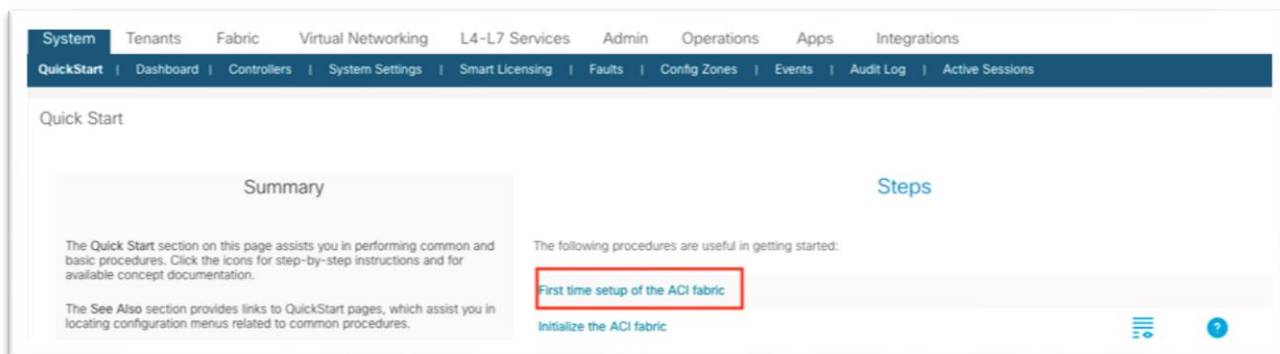 System Tenants Fabric Virtual Networking L4-L7 Services Admin Operations Apps Integrations
QuickStart | Dashboard | Controllers | System Settings | Smart Licensing | Faults | Config Zones | Events | Audit Log | Active Sessions
Quick Start
Summary
The Quick Start section on this page assists you in performing common and
basic procedures. Click the icons for step-by-step instructions and for
available concept documentation.
The See Also section provides links to QuickStart pages, which assist you in
locating configuration menus related to common procedures.
Steps
The following procedures are useful in getting started:
First time setup of the ACI fabric
Initialize the ACI fabric
?